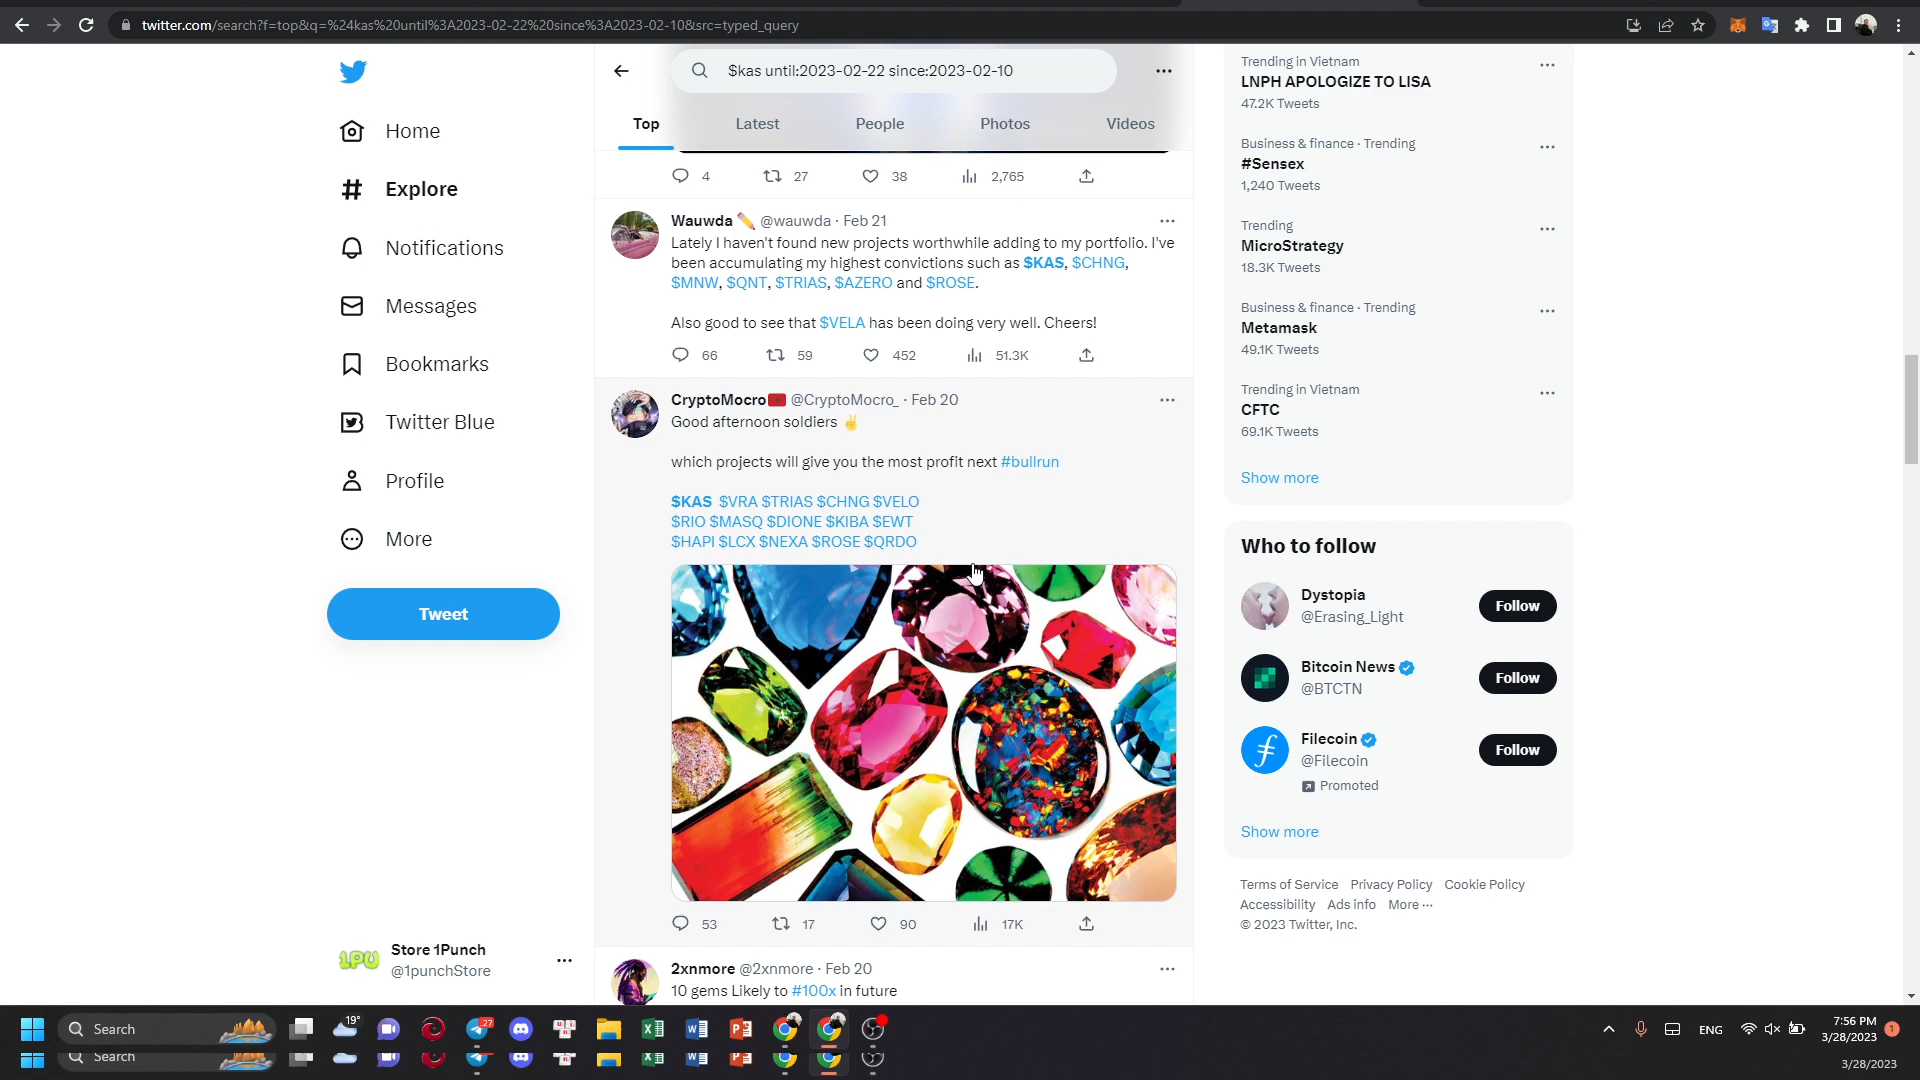 twitter.com/search?f=top&q=%24kas%20until%3A2023-02-22%20since%3A2023-02-10&src=typed_query
$kas until:2023-02-22 since:2023-02-10
Top Latest People Photos Videos
Home
Explore
Notifications
Messages
Bookmarks
Twitter Blue
Profile
More
Tweet
Store 1Punch
@1punchStore
1PU
4 27 38 2,765
Wauwda @wauwda · Feb 21
Lately I haven't found new projects worthwhile adding to my portfolio. I've
been accumulating my highest convictions such as $KAS, $CHNG,
$MNW, $QNT, $TRIAS, $AZERO and $ROSE.
Also good to see that $VELA has been doing very well. Cheers!
66 59 452 51.3K
CryptoMocro @CryptoMocro_ · Feb 20
Good afternoon soldiers
which projects will give you the most profit next #bullrun
$KAS $VRA $TRIAS $CHNG $VELO
$RIO $MASQ $DIONE $KIBA $EWT
$HAPI $LCX $NEXA $ROSE $QRDO
53 17 90 17K
2xnmore @2xnmore · Feb 20
10 gems Likely to #100x in future
Trending in Vietnam
LNPH APOLOGIZE TO LISA
47.2K Tweets
Business & finance · Trending
#Sensex
1,240 Tweets
Trending
MicroStrategy
18.3K Tweets
Business & finance · Trending
Metamask
49.1K Tweets
Trending in Vietnam
CFTC
69.1K Tweets
Show more
Who to follow
Dystopia
@Erasing_Light
Follow
Bitcoin News
@BTCTN
Follow
Filecoin
@Filecoin
Promoted
Follow
Show more
Terms of Service Privacy Policy Cookie Policy
Accessibility Ads info More ···
© 2023 Twitter, Inc.
Search 19° 27 ENG 7:56 PM
3/28/2023 1
Search 3/28/2023